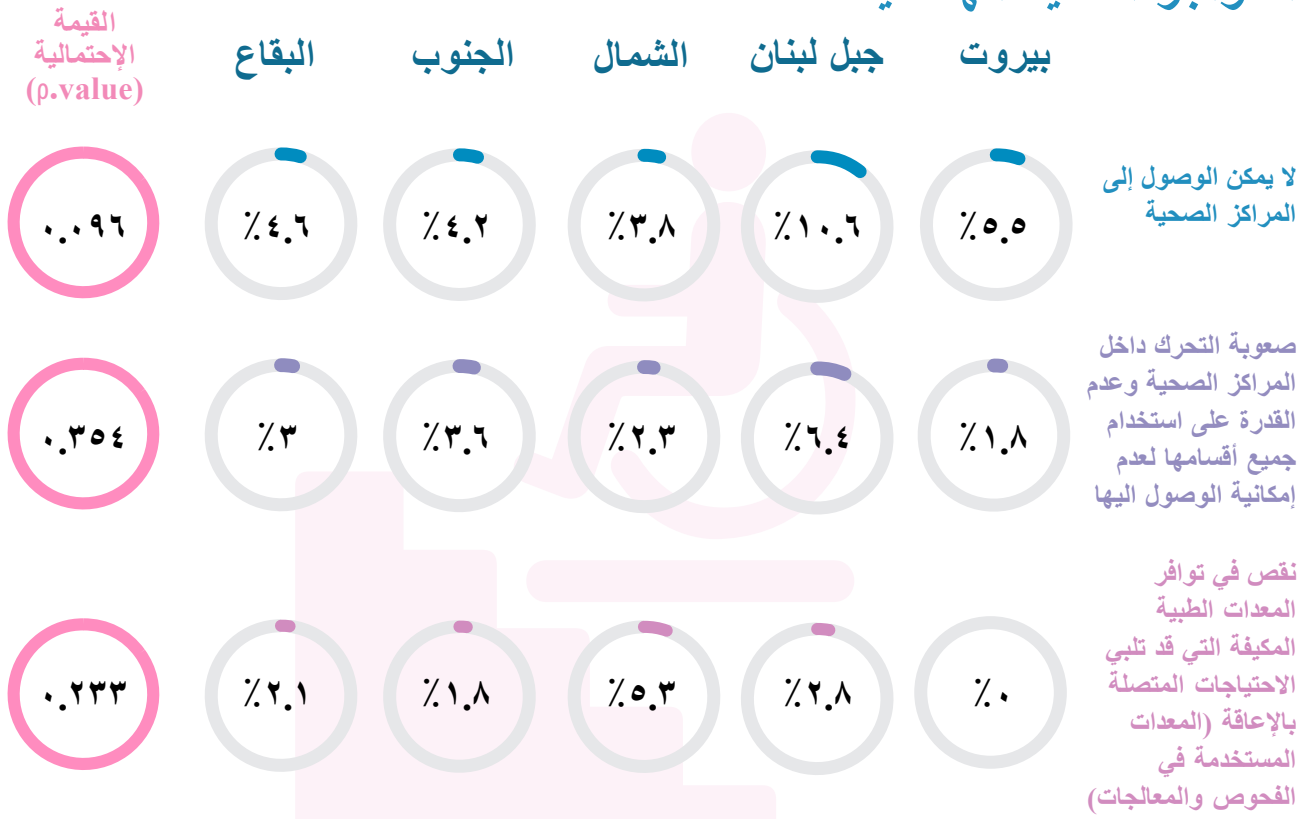 بيروت جبل لبنان الشمال الجنوب البقاع
القيمة
الإحتمالية
(ρ.value)
لا يمكن الوصول إلى
المراكز الصحية
٪٥.٥ ٪١٠.٦ ٪٣.٨ ٪٤.٢ ٪٤.٦ ٠.٠٩٦
صعوبة التحرك داخل
المراكز الصحية وعدم
القدرة على استخدام
جميع أقسامها لعدم
إمكانية الوصول اليها
٪١.٨ ٪٦.٤ ٪٢.٣ ٪٣.٦ ٪٣ ٠.٣٥٤
نقص في توافر
المعدات الطبية
المكيفة التي قد تلبي
الاحتياجات المتصلة
بالإعاقة (المعدات
المستخدمة في
الفحوص والمعالجات)
٪٠ ٪٢.٨ ٪٥.٣ ٪١.٨ ٪٢.١ ٠.٢٣٣